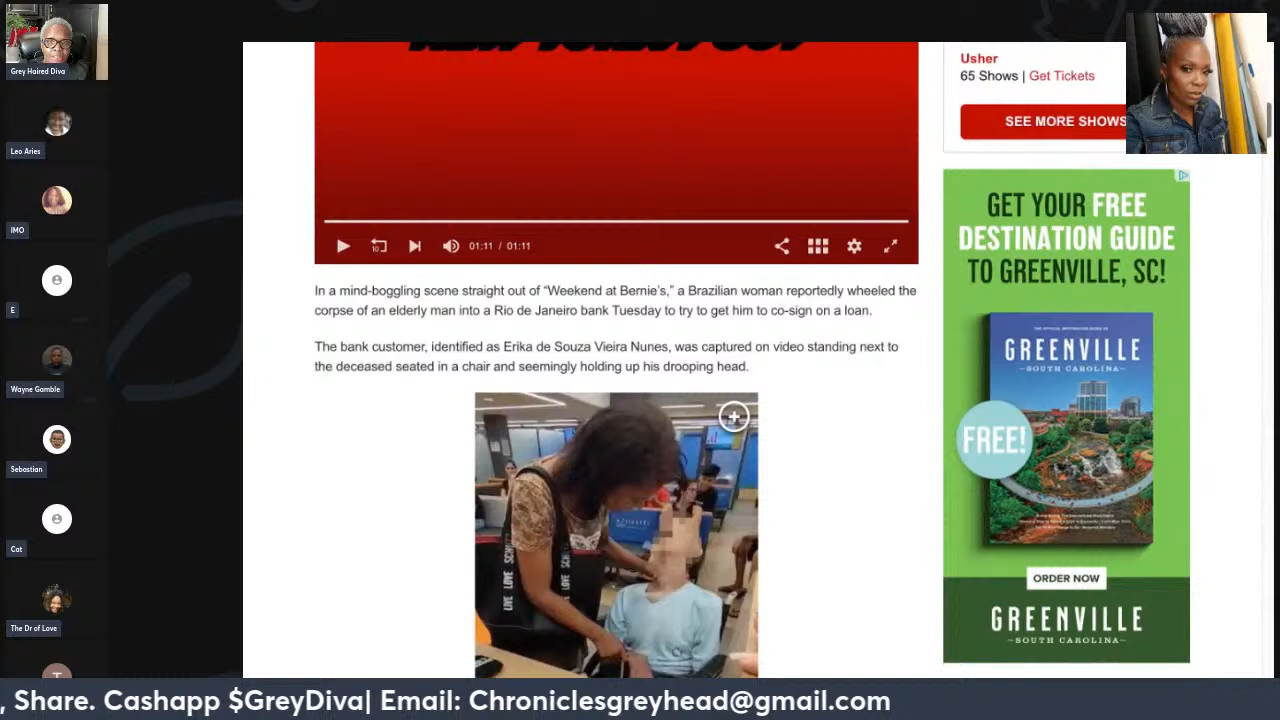 Grey Haired Diva
Leo Aries
IMO
E
Wayne Gamble
Sebastian
Cat
The Dr of Love
T
10
01:11 / 01:11
In a mind-boggling scene straight out of “Weekend at Bernie’s,” a Brazilian woman reportedly wheeled the
corpse of an elderly man into a Rio de Janeiro bank Tuesday to try to get him to co-sign on a loan.
The bank customer, identified as Erika de Souza Vieira Nunes, was captured on video standing next to
the deceased seated in a chair and seemingly holding up his drooping head.
LIVE LOVE
LIVE LOVE
Usher
65 Shows | Get Tickets
SEE MORE SHOWS
GET YOUR FREE
DESTINATION GUIDE
TO GREENVILLE, SC!
GREENVILLE
SOUTH CAROLINA
FREE!
ORDER NOW
GREENVILLE
SOUTH CAROLINA
, Share. Cashapp $GreyDiva| Email: Chroniclesgreyhead@gmail.com